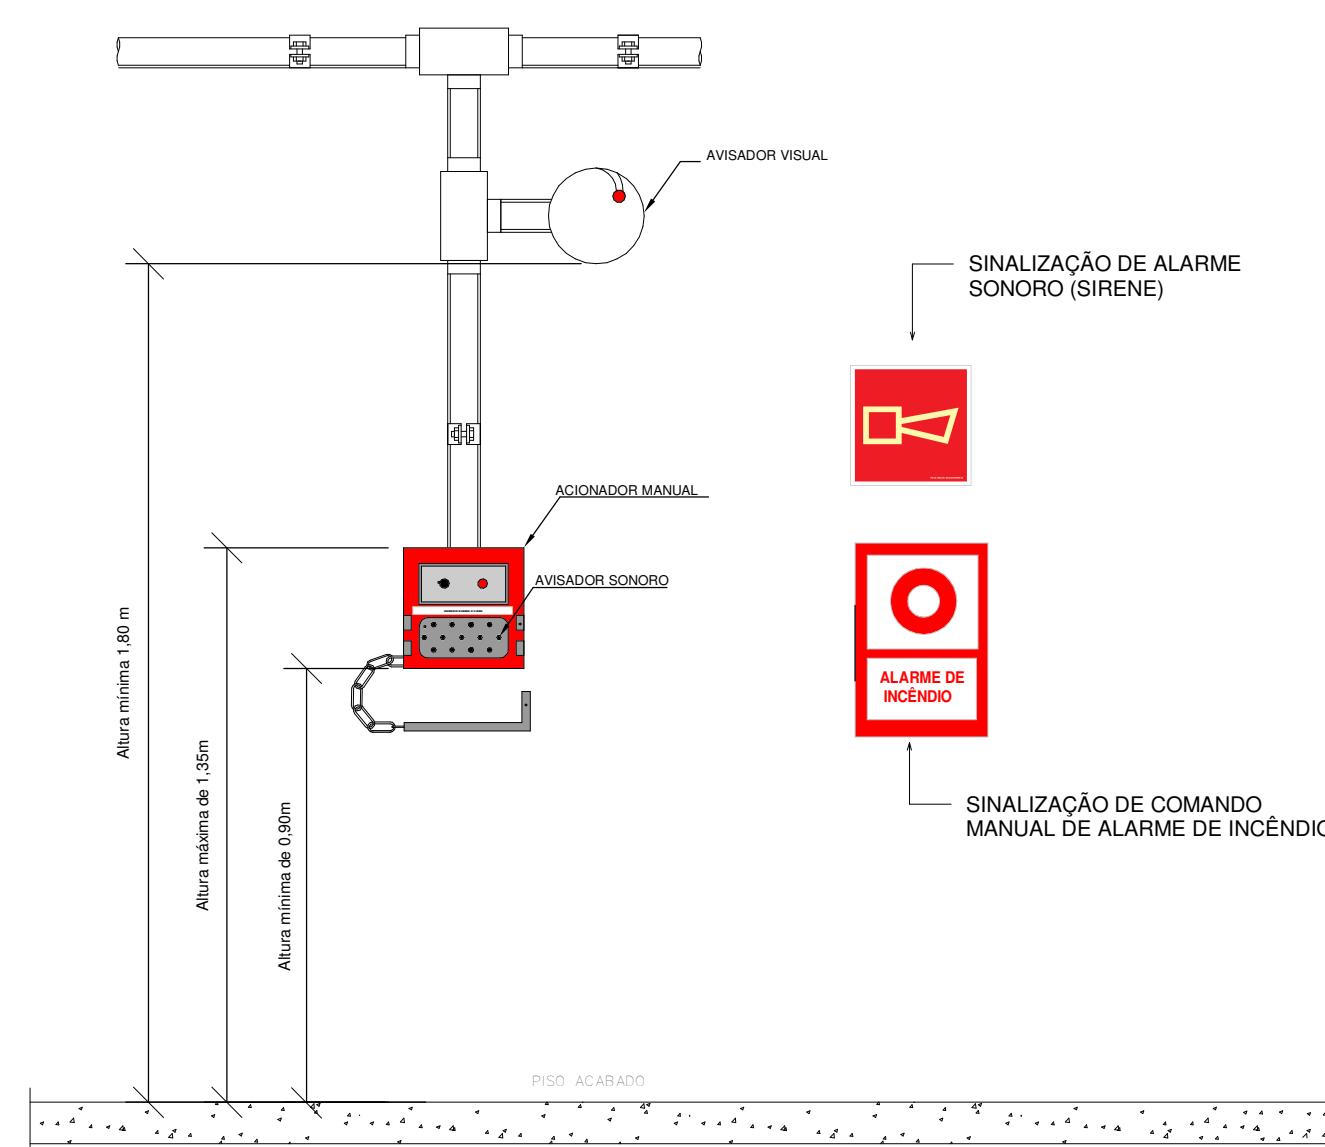 AVISADOR VISUAL
SINALIZAÇÃO DE ALARME
SONORO (SIRENE)
ACIONADOR MANUAL
AVISADOR SONORO
ALARME DE
INCÊNDIO
Altura mínima 1,80 m
Altura máxima de 1,35m
Altura mínima de 0,90m
SINALIZAÇÃO DE COMANDO
MANUAL DE ALARME DE INCÊNDIO
PISO ACABADO